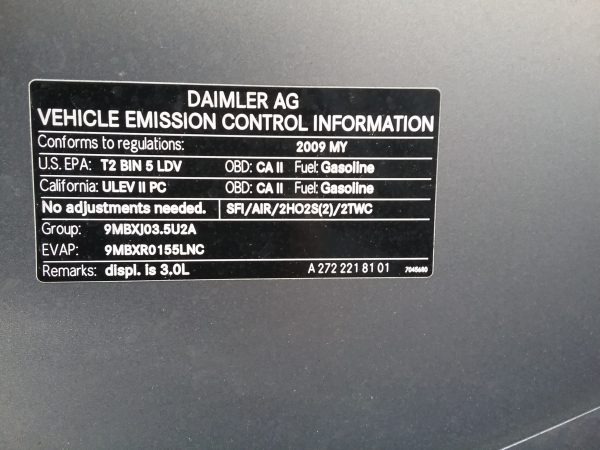 DAIMLER AG
VEHICLE EMISSION CONTROL INFORMATION
Conforms to regulations: 2009 MY
U.S. EPA: T2 BIN 5 LDV OBD: CA II Fuel: Gasoline
California: ULEV II PC OBD: CA II Fuel: Gasoline
No adjustments needed. SFI/AIR/2HO2S(2)/2TWC
Group: 9MBXJ03.5U2A
EVAP: 9MBXR0155LNC
Remarks: displ. is 3.0L A 272 221 81 01